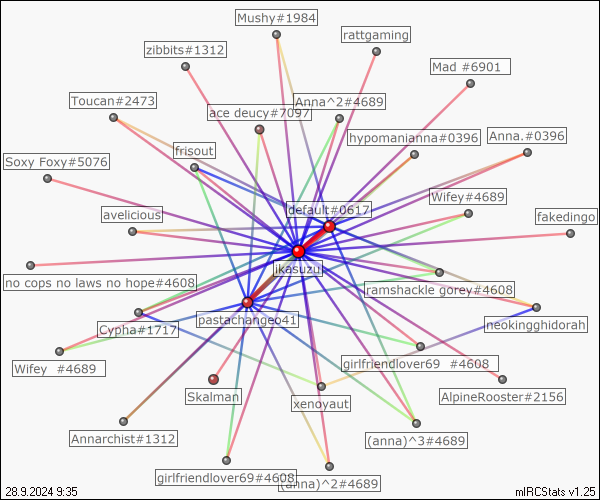 Mushy#1984
rattgaming
zibbits#1312
Mad #6901
Toucan#2473
Anna^2#4689
ace deucy#7097
hypomanianna#0396
Anna.#0396
frisout
Soxy Foxy#5076
Wifey#4689
default#0617
avelicious
fakedingo
jkasuzu
no cops no laws no hope#4608
ramshackle gorey#4608
pastachangeo41
neokingghidorah
Cypha#1717
girlfriendlover69 #4608
Wifey #4689
Skalman
xenoyaut
AlpineRooster#2156
Annarchist#1312
(anna)^3#4689
girlfriendlover69#4608
(anna)^2#4689
28.9.2024 9:35
mIRCStats v1.25